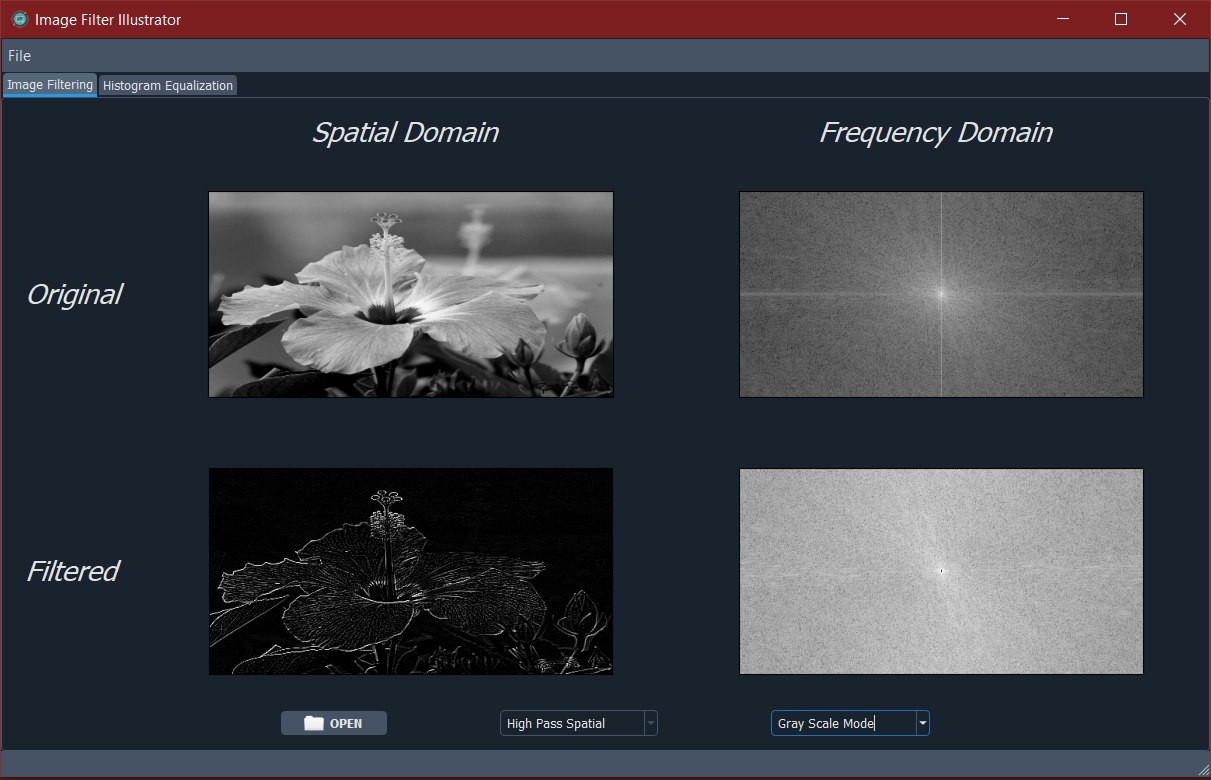 Image Filter Illustrator
File
Image Filtering
Histogram Equalization
Spatial Domain
Frequency Domain
Original
Filtered
OPEN
High Pass Spatial
Gray Scale Mode